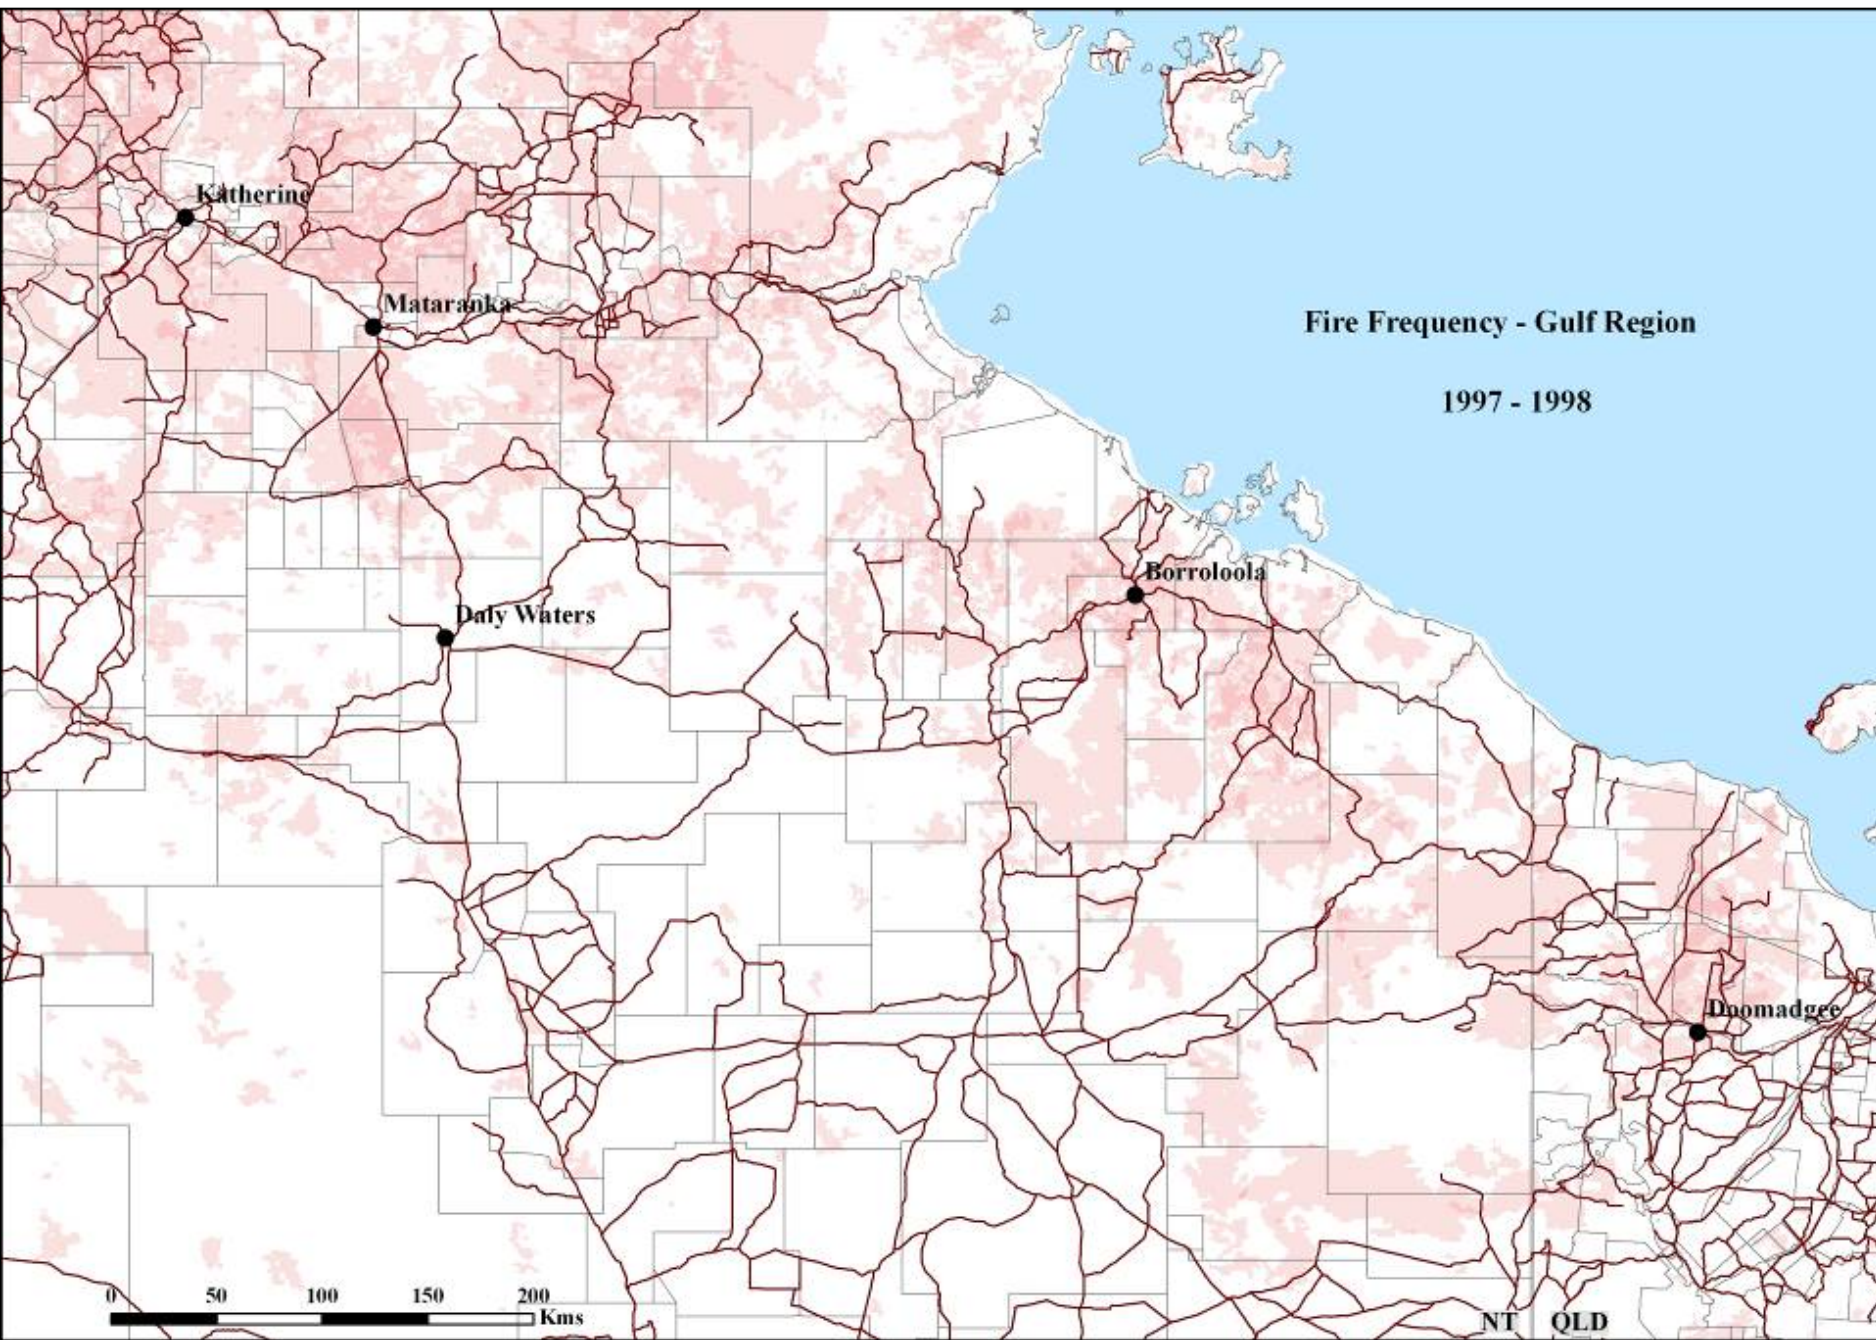 Katherine
Mataranka
Fire Frequency - Gulf Region
1997 - 1998
Borroloola
Daly Waters
Doomadgee
0 50 100 150 200
Kms
NT QLD